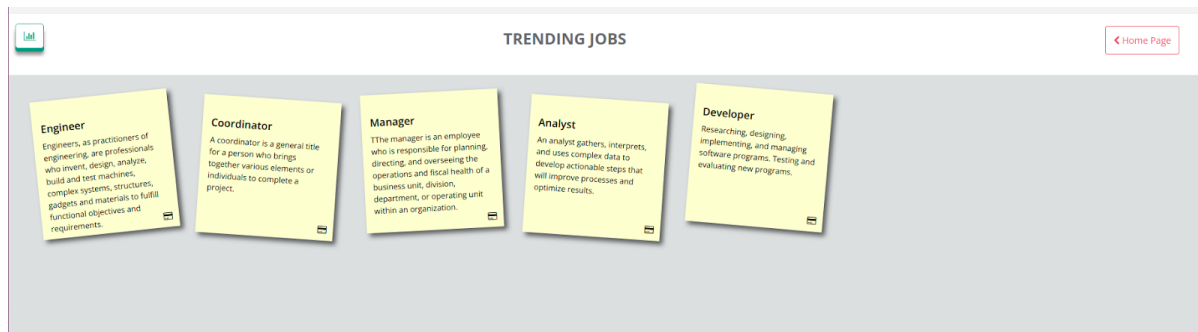 TRENDING JOBS
Home Page
Engineer
Engineers, as practitioners of
engineering, are professionals
who invent, design, analyze,
build and test machines,
complex systems, structures,
gadgets and materials to fulfill
functional objectives and
requirements.
Coordinator
A coordinator is a general title
for a person who brings
together various elements or
individuals to complete a
project.
Manager
TThe manager is an employee
who is responsible for planning,
directing, and overseeing the
operations and fiscal health of a
business unit, division,
department, or operating unit
within an organization.
Analyst
An analyst gathers, interprets,
and uses complex data to
develop actionable steps that
will improve processes and
optimize results.
Developer
Researching, designing,
implementing, and managing
software programs. Testing and
evaluating new programs.